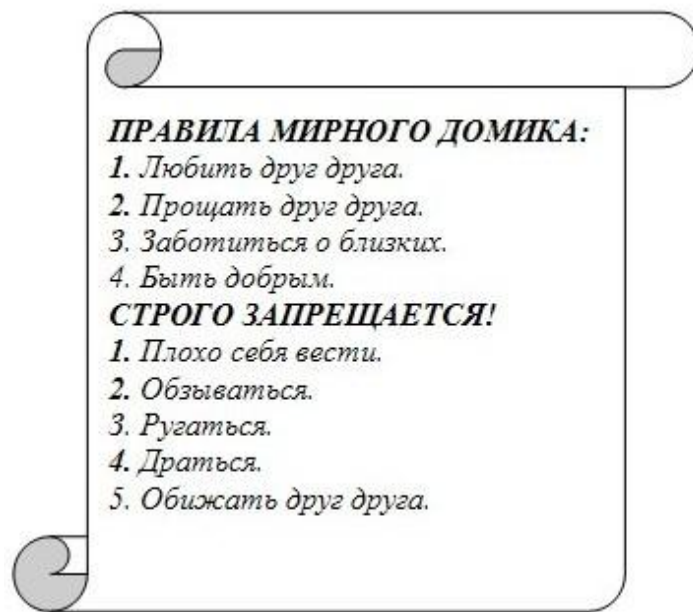 ПРАВИЛА МИРНОГО ДОМИКА:
1. Любить друг друга.
2. Прощать друг друга.
3. Заботиться о близких.
4. Быть добрым.
СТРОГО ЗАПРЕЩАЕТСЯ!
1. Плохо себя вести.
2. Обзываться.
3. Ругаться.
4. Драться.
5. Обижать друг друга.